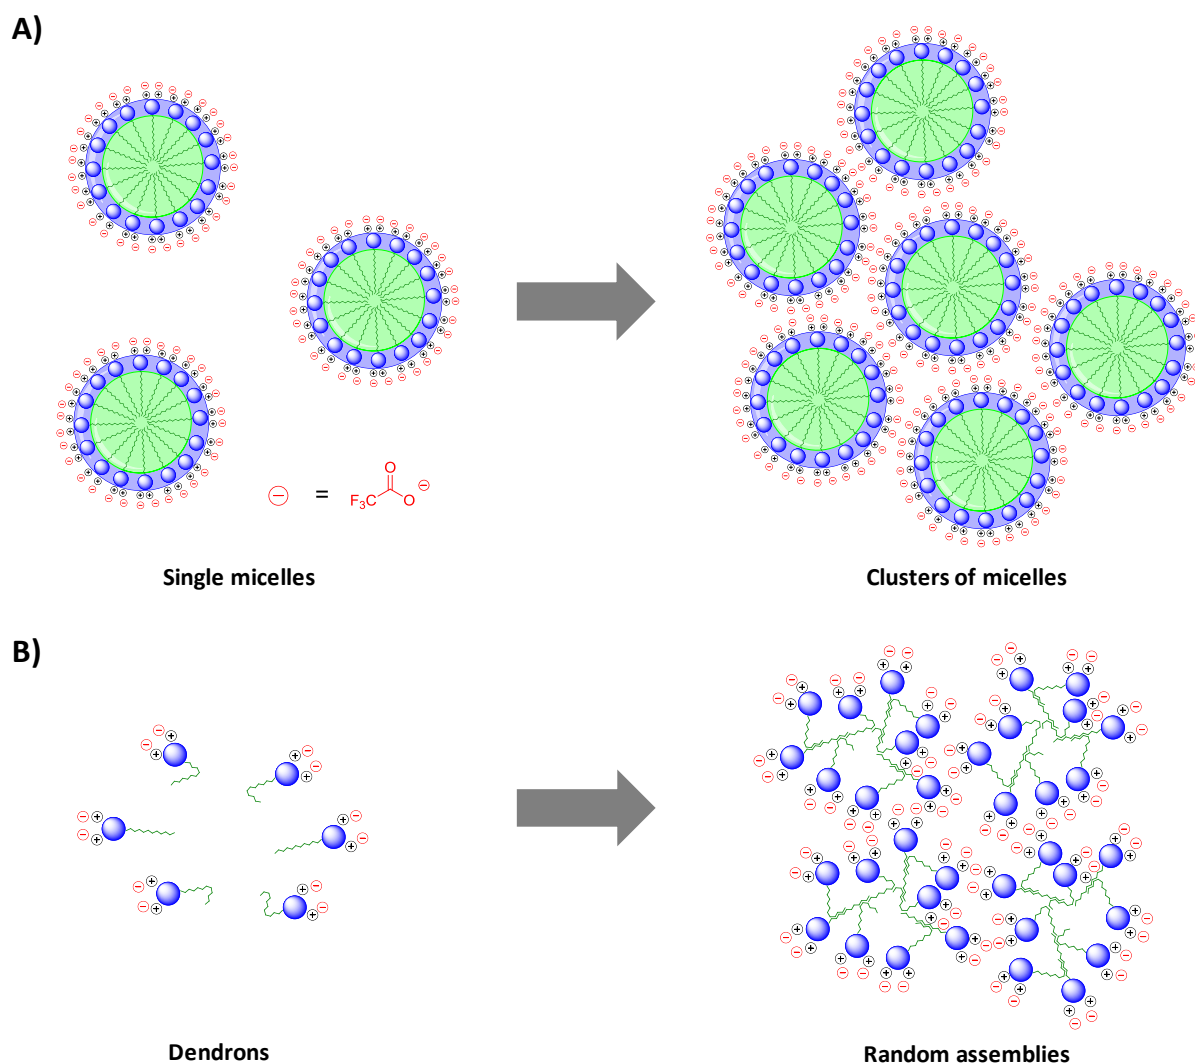 A)
⊖ = F₃C O O ⊖
Single micelles
Clusters of micelles
B)
Dendrons
Random assemblies